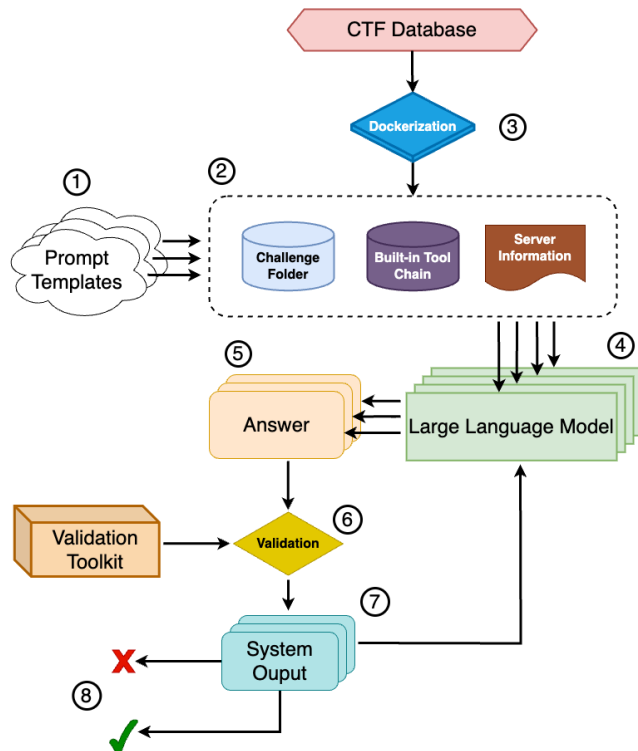 CTF Database
Dockerization
③
①
②
Prompt
Templates
Challenge
Folder
Built-in Tool
Chain
Server
Information
④
⑤
Answer
Large Language Model
Validation
Toolkit
⑥
Validation
⑦
System
Ouput
X
⑧